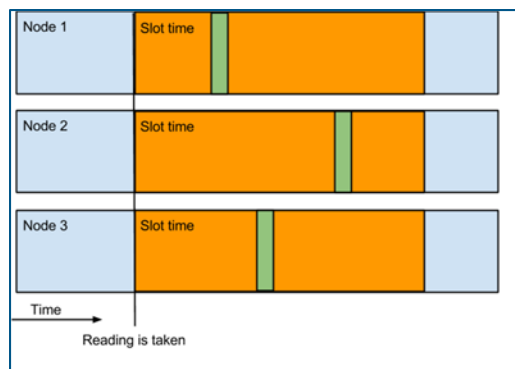 Node 1
Slot time
Node 2
Slot time
Node 3
Slot time
Time
Reading is taken